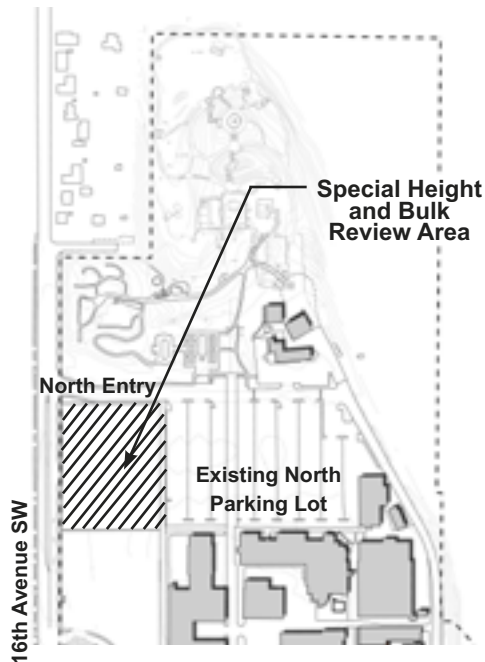 Special Height
and Bulk
Review Area
North Entry
Existing North
Parking Lot
16th Avenue SW